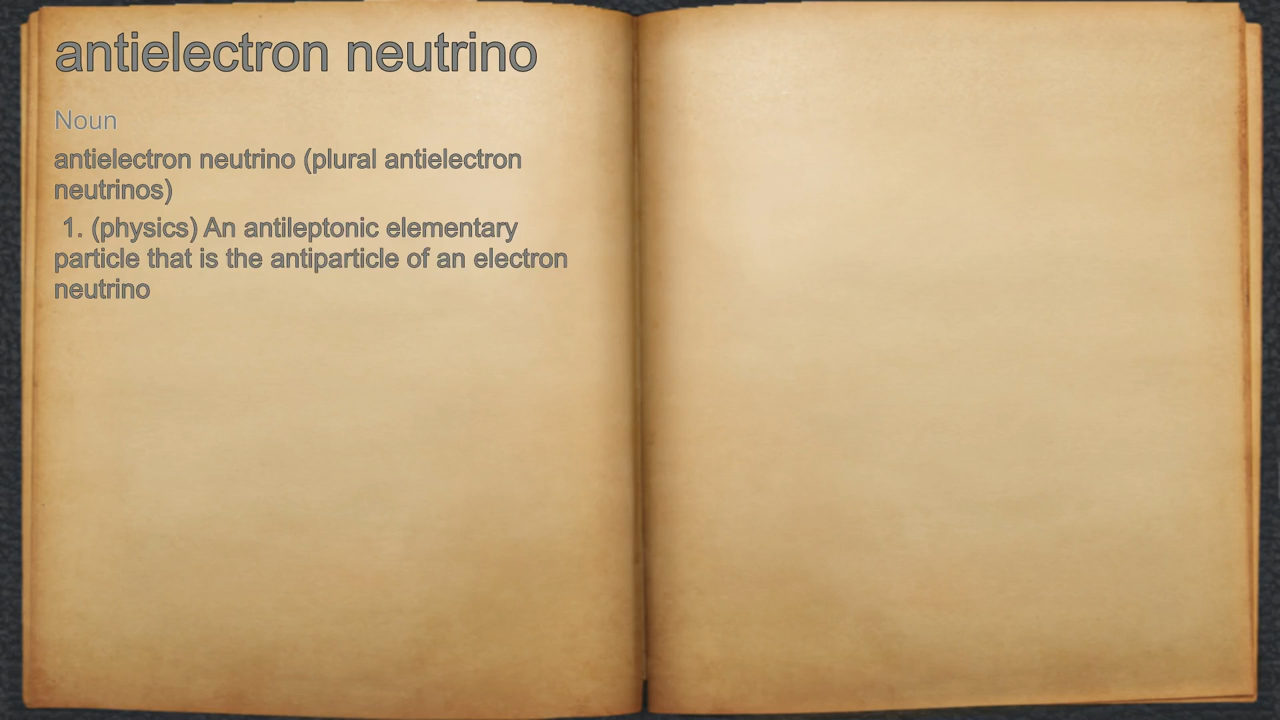 antielectron neutrino
Noun
antielectron neutrino (plural antielectron
neutrinos)
1. (physics) An antileptonic elementary
particle that is the antiparticle of an electron
neutrino